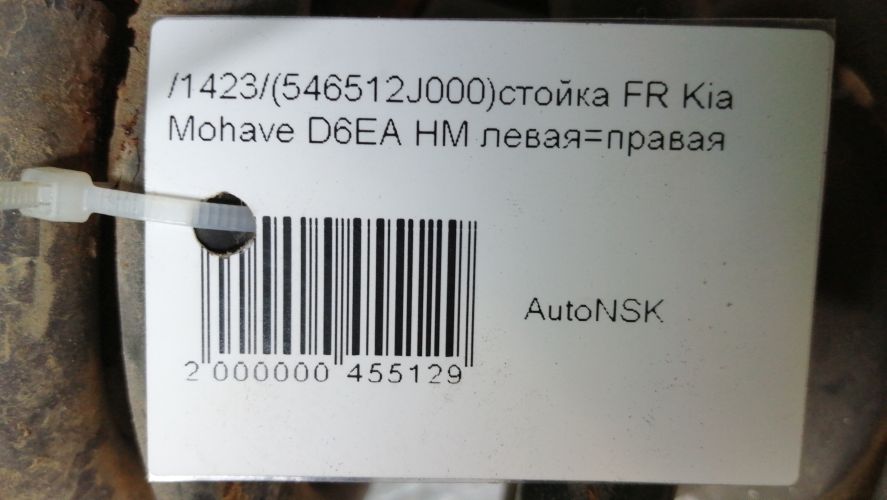 /1423/(546512J000)стойка FR Kia
Mohave D6EA HM левая=правая
AutoNSK
2 000000 455129